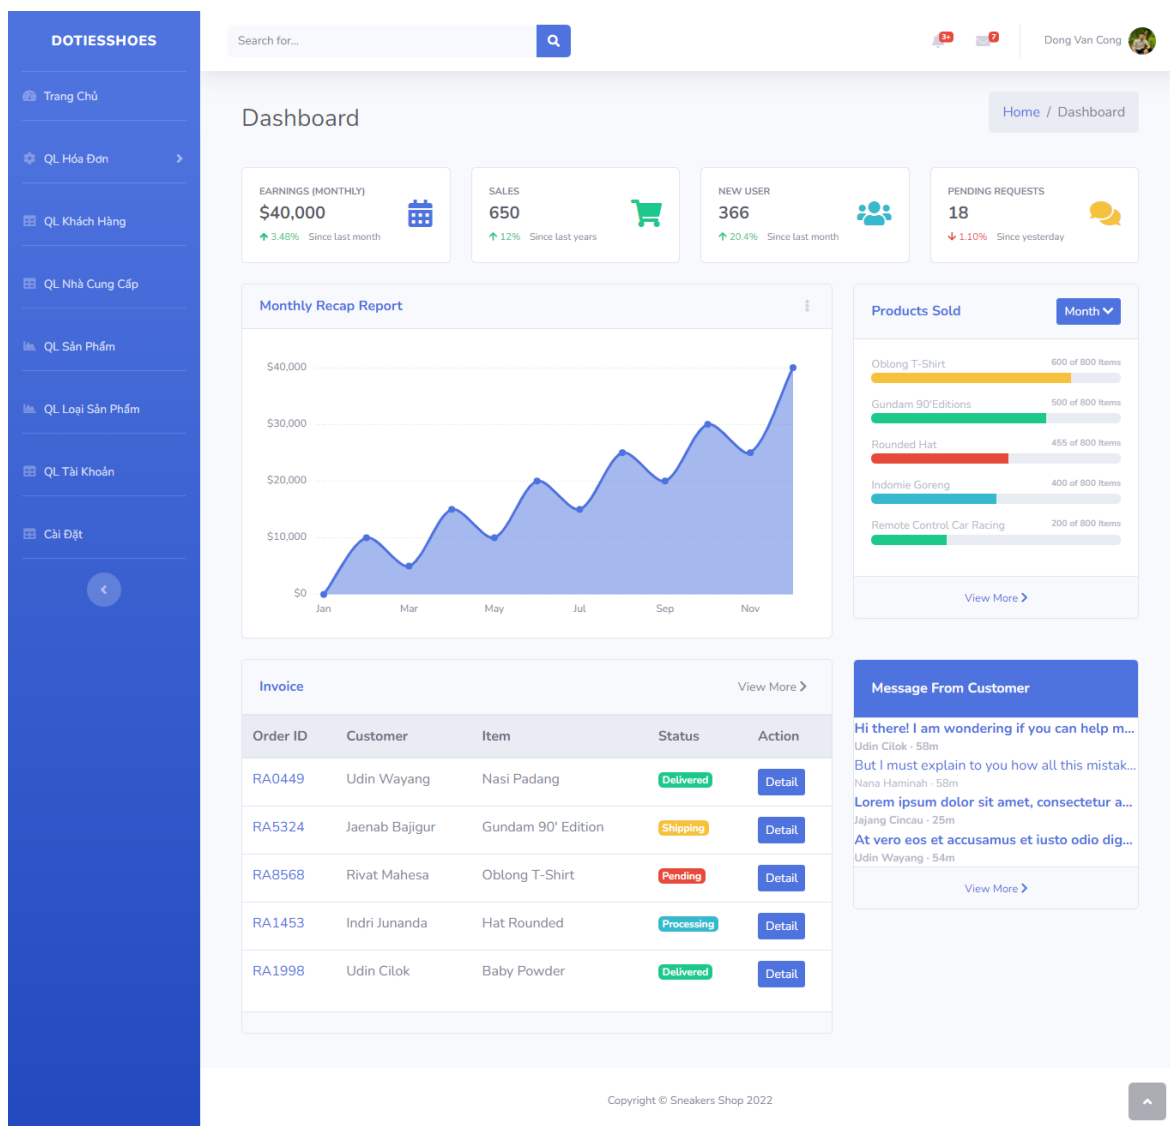 DOTIESSHOES
Trang Chủ
QL Hóa Đơn
QL Khách Hàng
QL Nhà Cung Cấp
QL Sản Phẩm
QL Loại Sản Phẩm
QL Tài Khoản
Cài Đặt
Search for...
3+
7
Dong Van Cong
Dashboard
Home / Dashboard
EARNINGS (MONTHLY)
$40,000
3.48% Since last month
SALES
650
12% Since last years
NEW USER
366
20.4% Since last month
PENDING REQUESTS
18
1.10% Since yesterday
Monthly Recap Report
$40,000
$30,000
$20,000
$10,000
$0
Jan Mar May Jul Sep Nov
Products Sold
Month
Oblong T-Shirt 600 of 800 Items
Gundam 90'Editions 500 of 800 Items
Rounded Hat 455 of 800 Items
Indomie Goreng 400 of 800 Items
Remote Control Car Racing 200 of 800 Items
View More
Invoice
View More
Order ID Customer Item Status Action
RA0449 Udin Wayang Nasi Padang Delivered Detail
RA5324 Jaenab Bajigur Gundam 90' Edition Shipping Detail
RA8568 Rivat Mahesa Oblong T-Shirt Pending Detail
RA1453 Indri Junanda Hat Rounded Processing Detail
RA1998 Udin Cilok Baby Powder Delivered Detail
Message From Customer
Hi there! I am wondering if you can help m...
Udin Cilok · 58m
But I must explain to you how all this mistak...
Nana Haminah · 58m
Lorem ipsum dolor sit amet, consectetur a...
Jajang Cincau · 25m
At vero eos et accusamus et iusto odio dig...
Udin Wayang · 54m
View More
Copyright © Sneakers Shop 2022